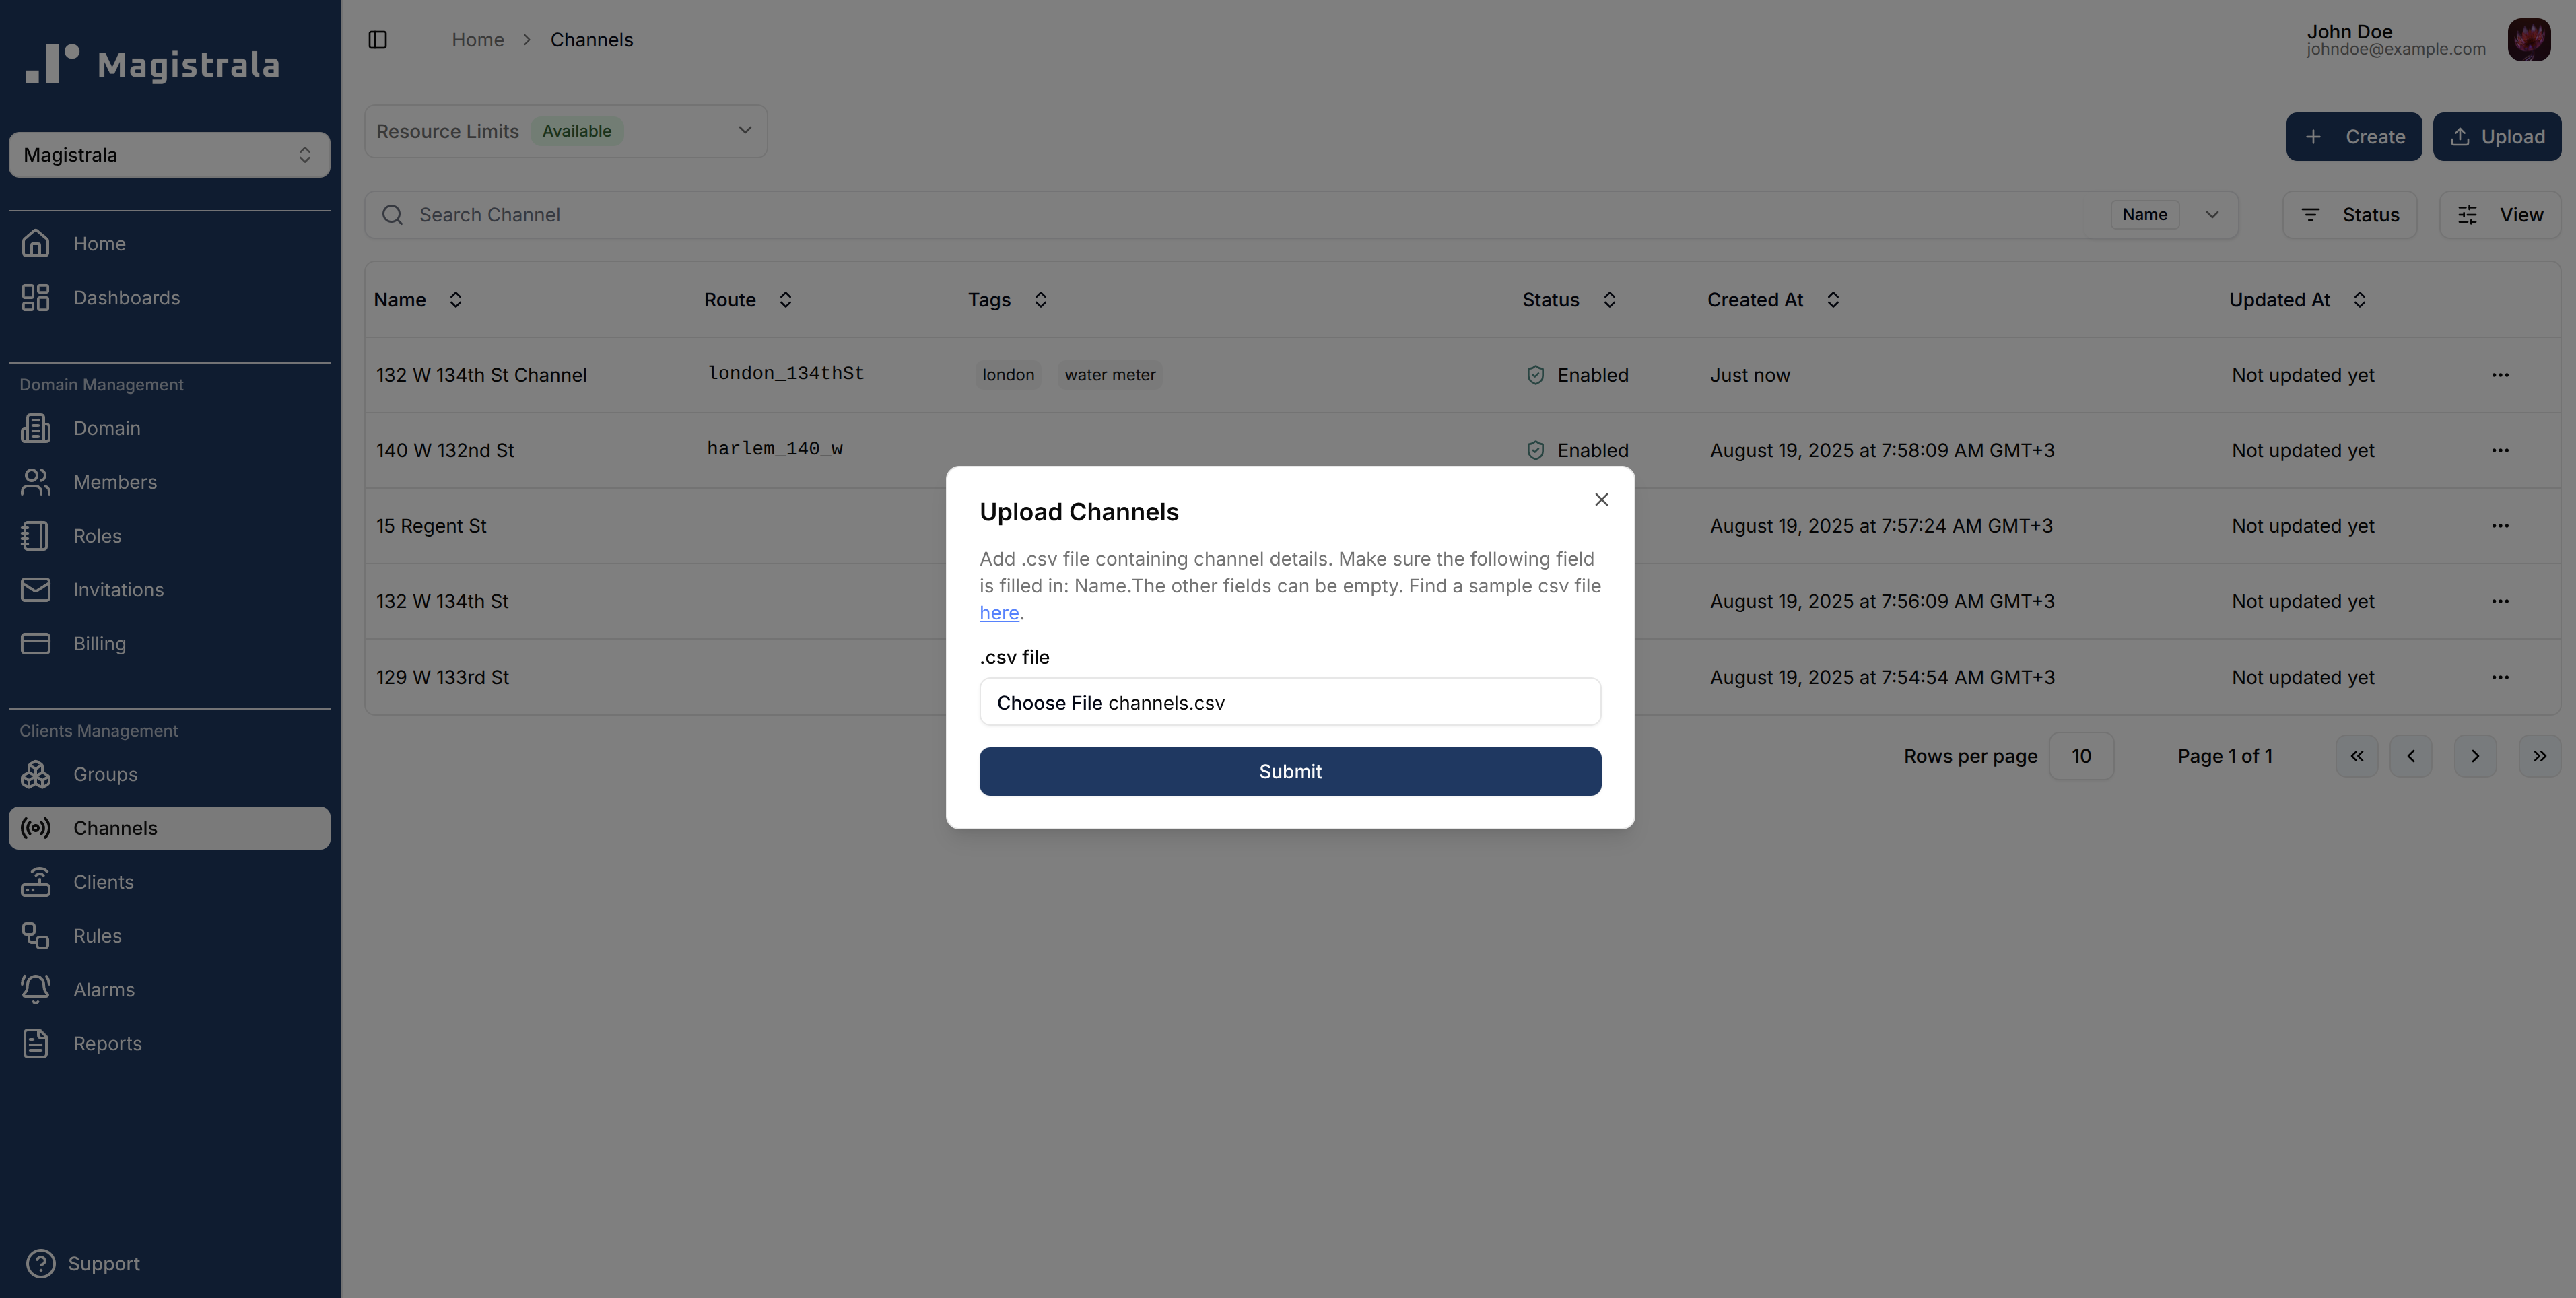 Magistrala
Magistrala
Home
Dashboards
Domain Management
Domain
Members
Roles
Invitations
Billing
Clients Management
Groups
Channels
Clients
Rules
Alarms
Reports
Support
Home > Channels
John Doe
johndoe@example.com
Resource Limits Available
Create Upload
Search Channel Name Status View
Name Route Tags Status Created At Updated At
132 W 134th St Channel london_134thSt london water meter Enabled Just now Not updated yet ...
140 W 132nd St harlem_140_w Enabled August 19, 2025 at 7:58:09 AM GMT+3 Not updated yet ...
15 Regent St August 19, 2025 at 7:57:24 AM GMT+3 Not updated yet ...
132 W 134th St August 19, 2025 at 7:56:09 AM GMT+3 Not updated yet ...
129 W 133rd St August 19, 2025 at 7:54:54 AM GMT+3 Not updated yet ...
Rows per page 10 Page 1 of 1
Upload Channels
Add .csv file containing channel details. Make sure the following field
is filled in: Name.The other fields can be empty. Find a sample csv file
here.
.csv file
Choose File channels.csv
Submit